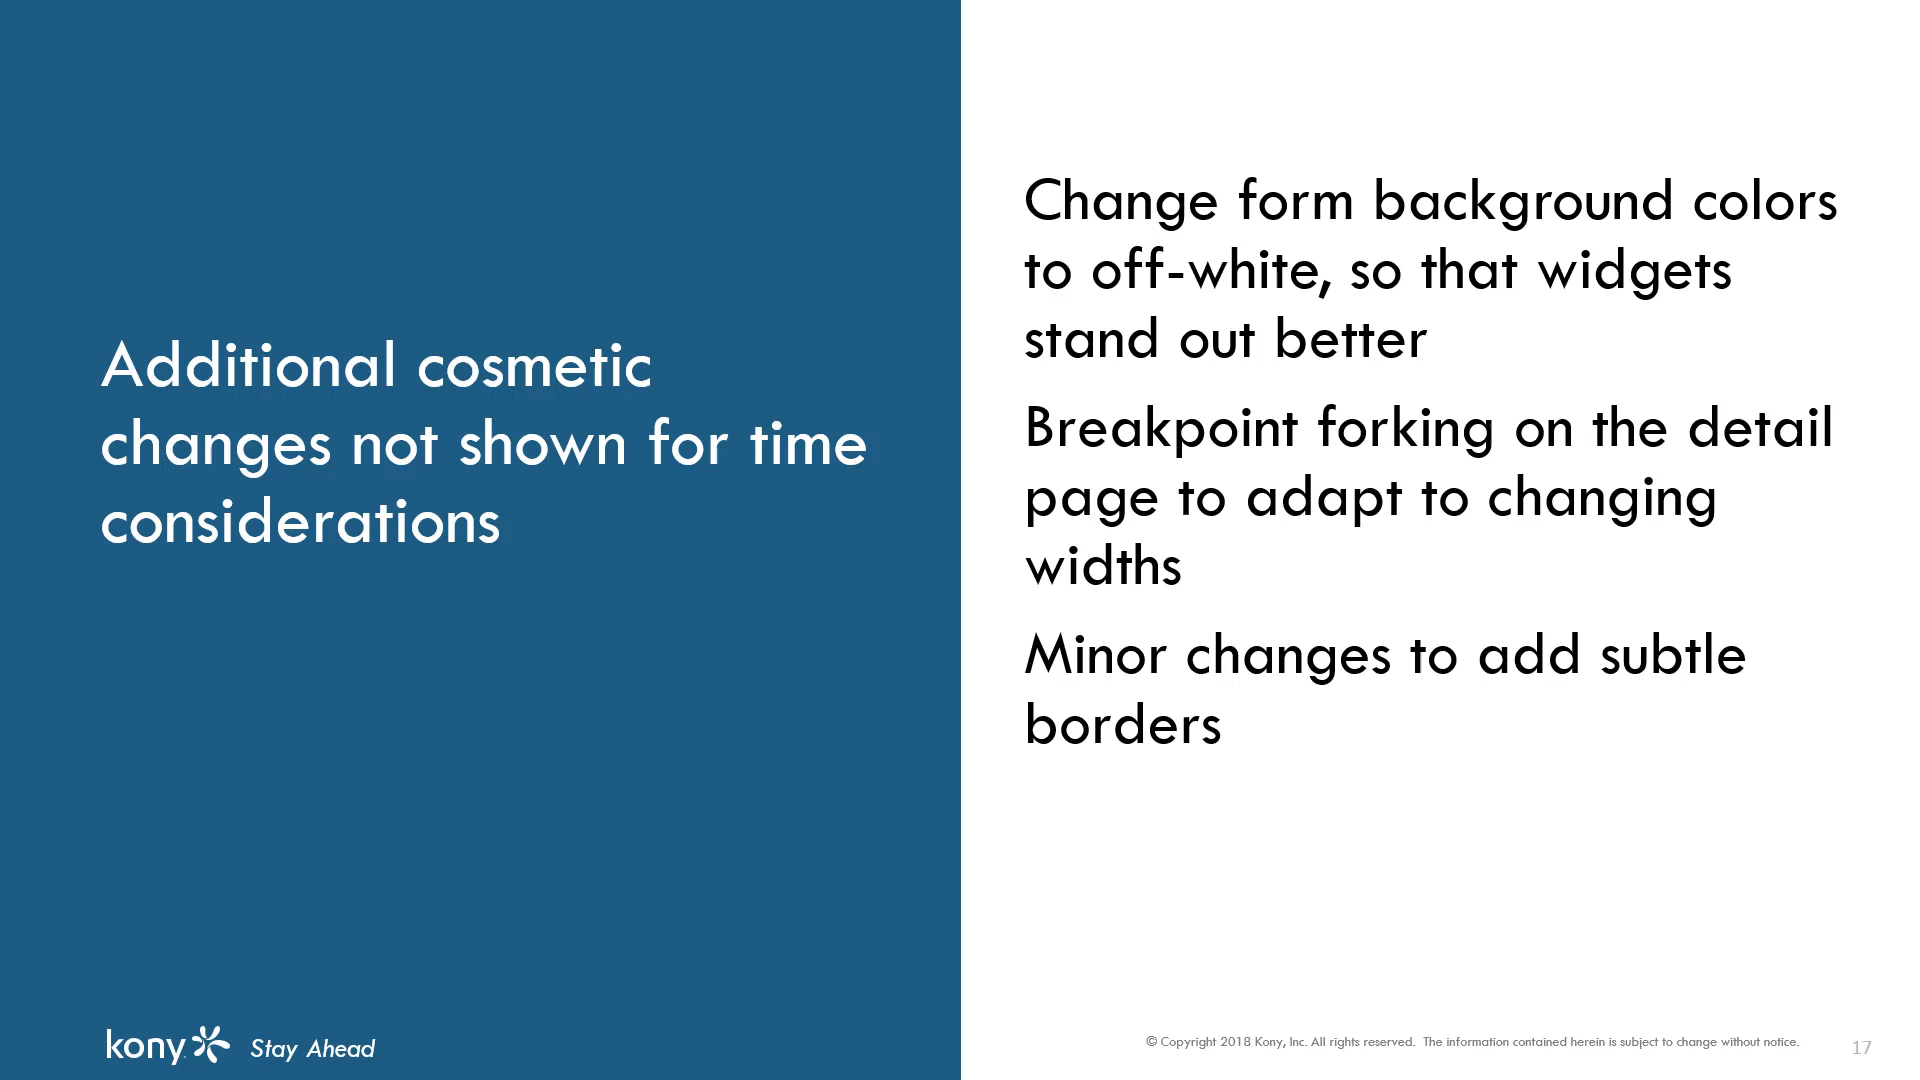 Additional cosmetic
changes not shown for time
considerations
Change form background colors
to off-white, so that widgets
stand out better
Breakpoint forking on the detail
page to adapt to changing
widths
Minor changes to add subtle
borders
kony Stay Ahead
© Copyright 2018 Kony, Inc. All rights reserved.  The information contained herein is subject to change without notice.
17